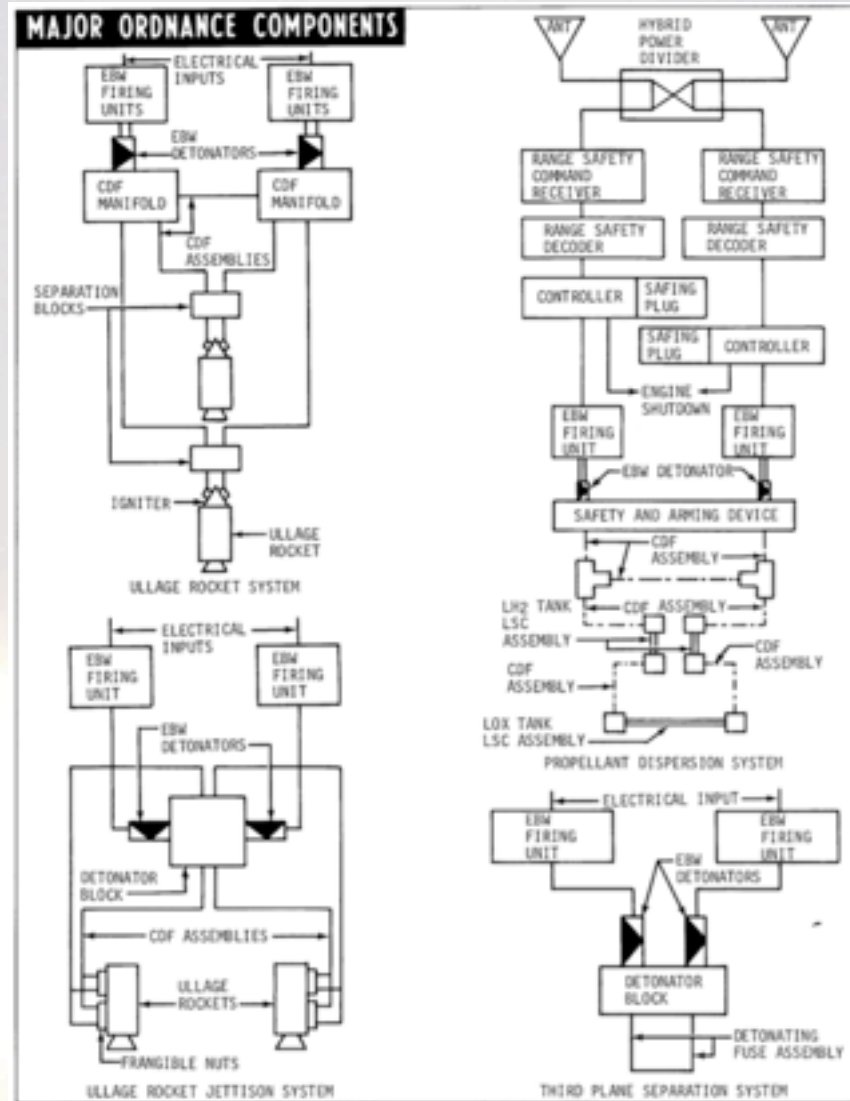 MAJOR ORDNANCE COMPONENTS
ELECTRICAL
INPUTS
EBW
FIRING
UNITS
EBW
FIRING
UNITS
EBW
DETONATORS
CDF
MANIFOLD
CDF
MANIFOLD
CDF
ASSEMBLIES
SEPARATION
BLOCKS
IGNITER
ULLAGE
ROCKET
ULLAGE ROCKET SYSTEM
ELECTRICAL
INPUTS
EBW
FIRING
UNIT
EBW
FIRING
UNIT
EBW
DETONATORS
DETONATOR
BLOCK
CDF ASSEMBLIES
ULLAGE
ROCKETS
FRANGIBLE NUTS
ULLAGE ROCKET JETTISON SYSTEM
ANT
HYBRID
POWER
DIVIDER
ANT
RANGE SAFETY
COMMAND
RECEIVER
RANGE SAFETY
COMMAND
RECEIVER
RANGE SAFETY
DECODER
RANGE SAFETY
DECODER
CONTROLLER
SAFING
PLUG
SAFING
PLUG
CONTROLLER
ENGINE
SHUTDOWN
EBW
FIRING
UNIT
EBW
FIRING
UNIT
EBW DETONATOR
SAFETY AND ARMING DEVICE
CDF
ASSEMBLY
LH2 TANK
LSC
ASSEMBLY
CDF ASSEMBLY
CDF
ASSEMBLY
CDF
ASSEMBLY
LOX TANK
LSC ASSEMBLY
PROPELLANT DISPERSION SYSTEM
ELECTRICAL INPUT
EBW
FIRING
UNIT
EBW
FIRING
UNIT
EBW
DETONATORS
DETONATOR
BLOCK
DETONATING
FUSE ASSEMBLY
THIRD PLANE SEPARATION SYSTEM